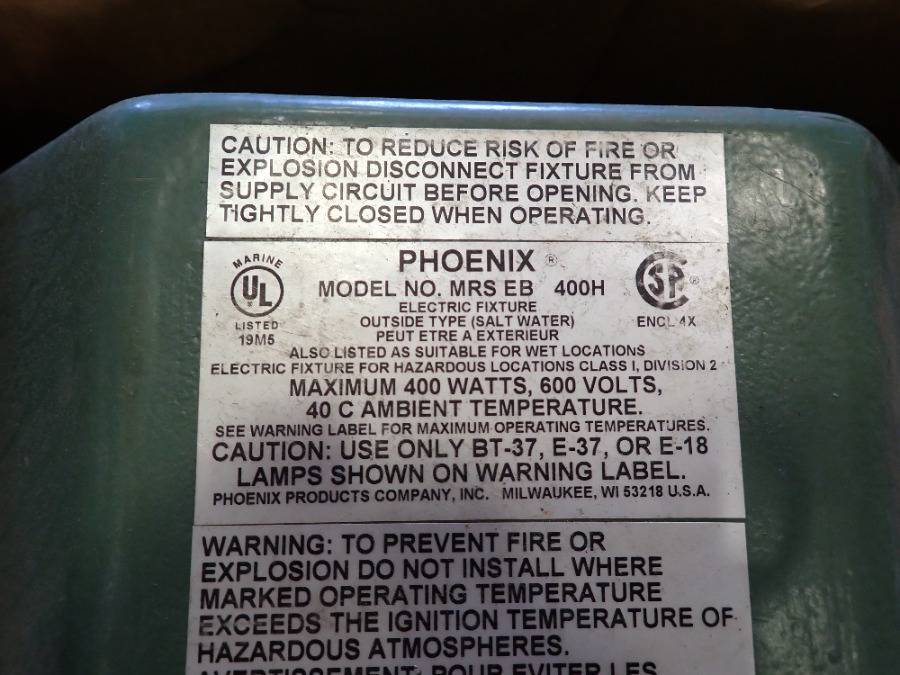 CAUTION: TO REDUCE RISK OF FIRE OR
EXPLOSION DISCONNECT FIXTURE FROM
SUPPLY CIRCUIT BEFORE OPENING. KEEP
TIGHTLY CLOSED WHEN OPERATING.
MARINE
UL ®
LISTED
19M5
PHOENIX ®
MODEL NO. MRS EB 400H
ELECTRIC FIXTURE
OUTSIDE TYPE (SALT WATER)
PEUT ETRE A EXTERIEUR
SP ®
ENCL 4X
ALSO LISTED AS SUITABLE FOR WET LOCATIONS
ELECTRIC FIXTURE FOR HAZARDOUS LOCATIONS CLASS I, DIVISION 2
MAXIMUM 400 WATTS, 600 VOLTS,
40 C AMBIENT TEMPERATURE.
SEE WARNING LABEL FOR MAXIMUM OPERATING TEMPERATURES.
CAUTION: USE ONLY BT-37, E-37, OR E-18
LAMPS SHOWN ON WARNING LABEL.
PHOENIX PRODUCTS COMPANY, INC. MILWAUKEE, WI 53218 U.S.A.
WARNING: TO PREVENT FIRE OR
EXPLOSION DO NOT INSTALL WHERE
MARKED OPERATING TEMPERATURE
EXCEEDS THE IGNITION TEMPERATURE OF
HAZARDOUS ATMOSPHERES.
AVERTISSEMENT: POUR EVITER LES